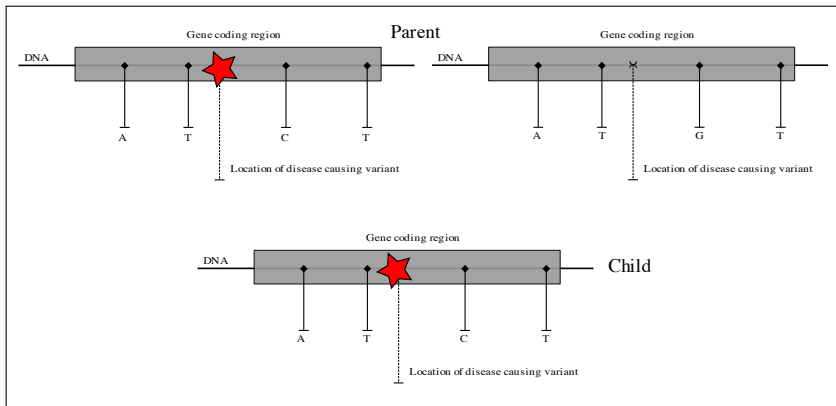 Parent
Gene coding region
DNA
A T C T
Location of disease causing variant
Gene coding region
DNA
A T G T
Location of disease causing variant
Gene coding region
DNA
Child
A T C T
Location of disease causing variant